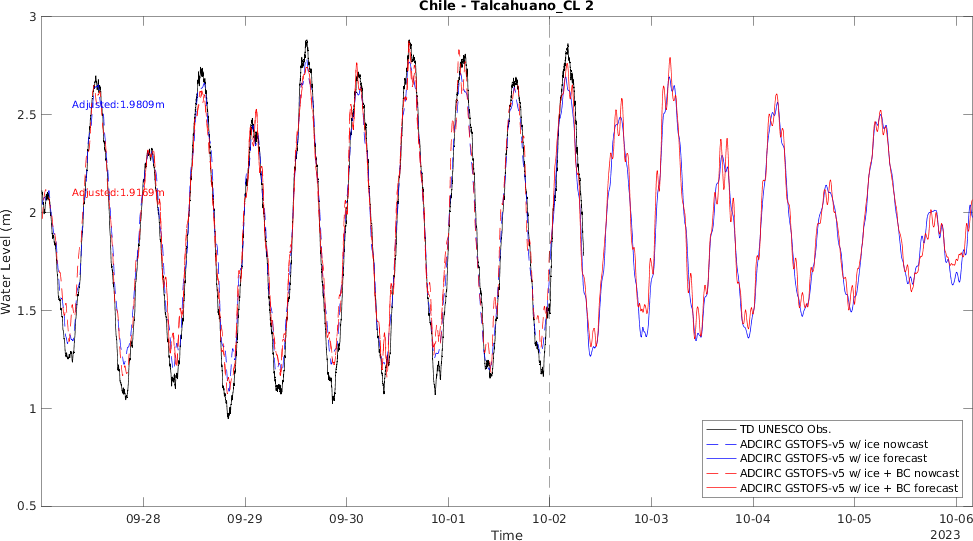 Chile - Talcahuano_CL 2
3
2.5
2
1.5
1
0.5
Water Level (m)
Adjusted:1.9809m
Adjusted:1.9169m
TD UNESCO Obs.
ADCIRC GSTOFS-v5 w/ ice nowcast
ADCIRC GSTOFS-v5 w/ ice forecast
ADCIRC GSTOFS-v5 w/ ice + BC nowcast
ADCIRC GSTOFS-v5 w/ ice + BC forecast
09-28 09-29 09-30 10-01 10-02 10-03 10-04 10-05 10-06
Time
2023